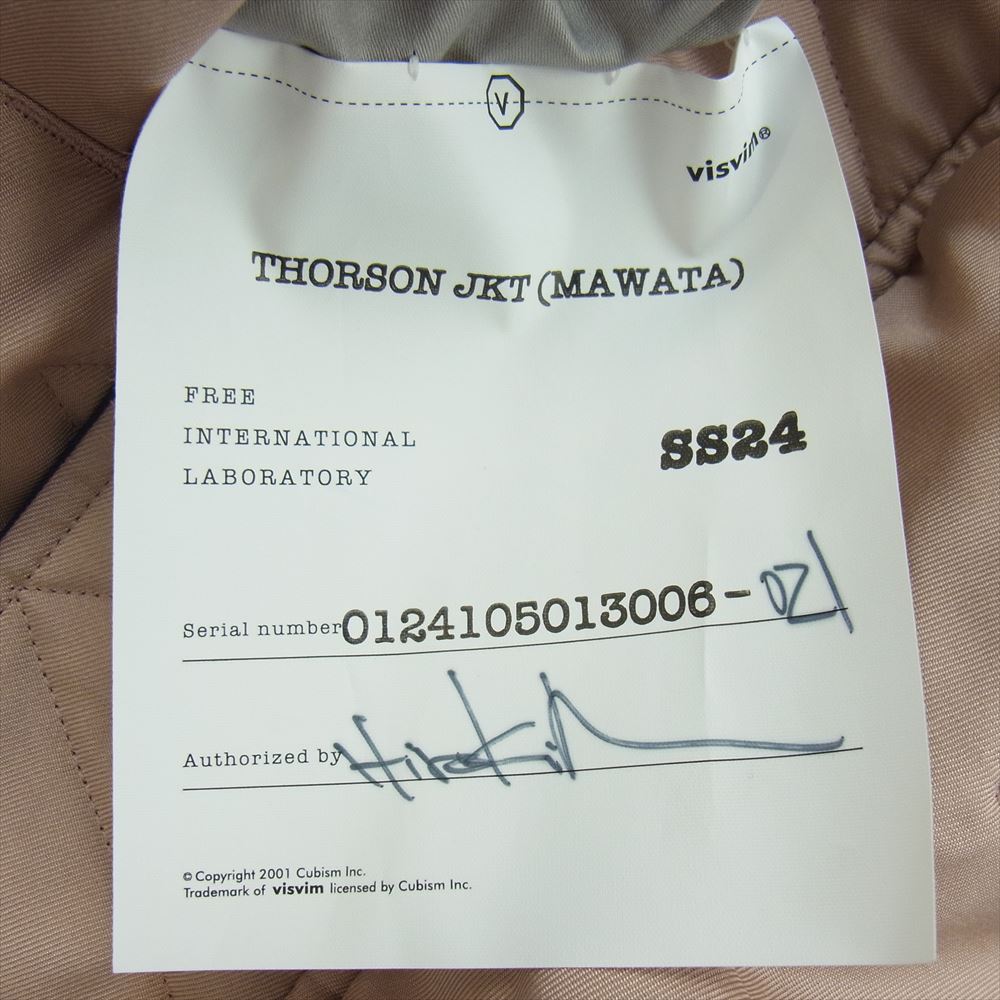 V
visvim®
THORSON JKT (MAWATA)
FREE
INTERNATIONAL
LABORATORY
SS24
Serial number 0124105013006- 021
Authorized by Hiroki
© Copyright 2001 Cubism Inc.
Trademark of visvim licensed by Cubism Inc.